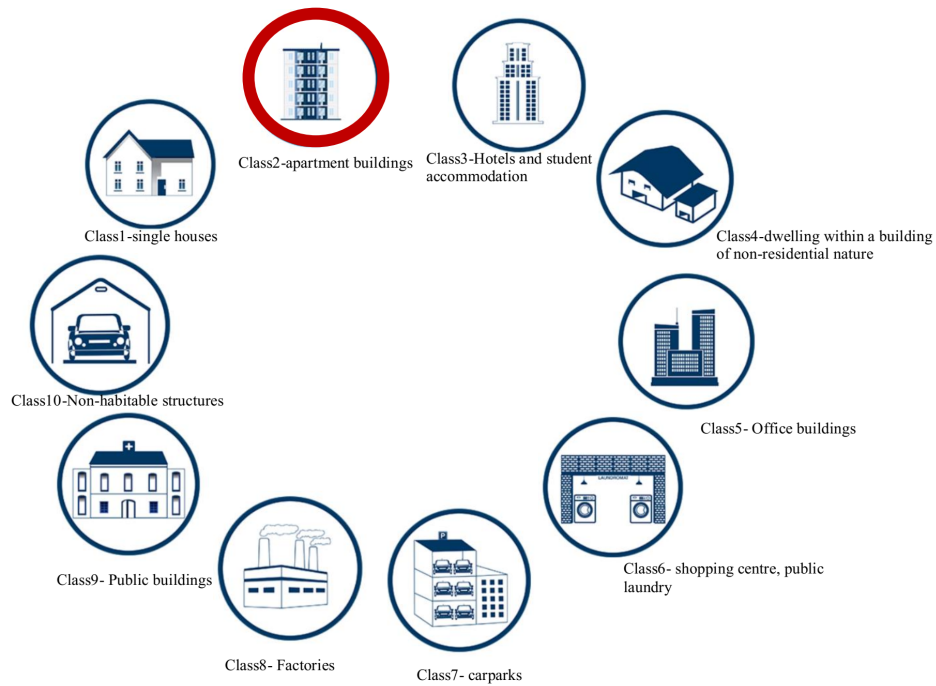 Class2-apartment buildings
Class3-Hotels and student
accommodation
Class1-single houses
Class4-dwelling within a building
of non-residential nature
Class10-Non-habitable structures
Class5- Office buildings
LAUNDROMAT
Class6- shopping centre, public
laundry
Class9- Public buildings
P
Class8- Factories
Class7- carparks